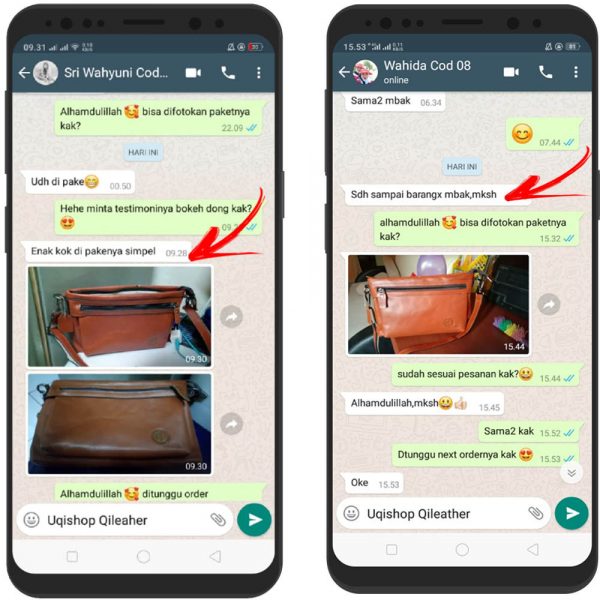 09.31
Sri Wahyuni Cod...
Alhamdulillah 🥰 bisa difotokan paketnya
kak?
22.09
HARI INI
Udh di pake😁
00.50
Hehe minta testimoninya bokeh dong kak?
😍
Enak kok di pakenya simpel
09.28
09.30
09.30
Alhamdulillah 🥰 ditunggu order
Uqishop Qileaher
15.53
Wahida Cod 08
online
Sama2 mbak
06.34
😊
07.44
HARI INI
Sdh sampai barangx mbak,mksh
alhamdulillah 🥰 bisa difotokan paketnya
kak?
15.32
15.44
sudah sesuai pesanan kak?😃
15.44
Alhamdulillah,mksh😃👍🏻
15.45
Sama2 kak
15.52
Dtunggu next ordernya kak 😍
15.53
Oke
15.53
Uqishop Qileather